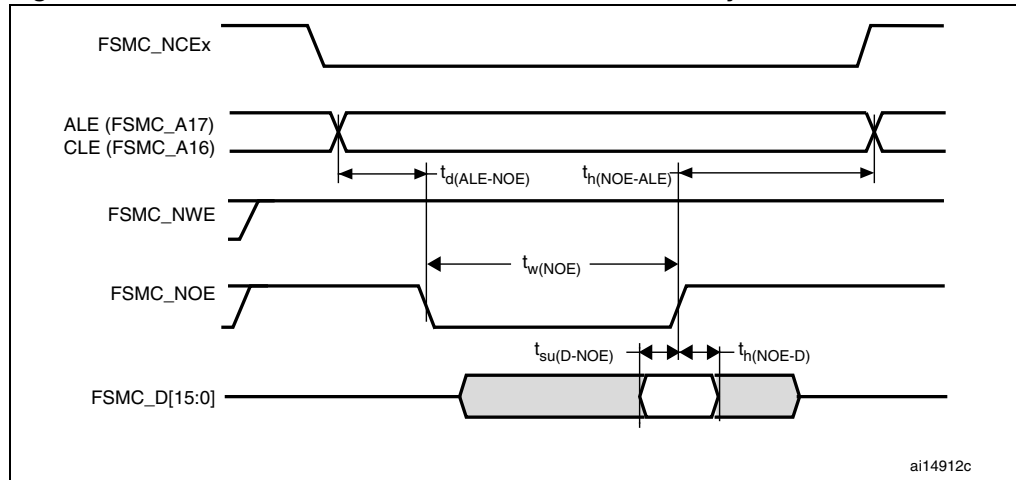 FSMC_NCEx
ALE (FSMC_A17)
CLE (FSMC_A16)
td(ALE-NOE)
th(NOE-ALE)
FSMC_NWE
tw(NOE)
FSMC_NOE
tsu(D-NOE)
th(NOE-D)
FSMC_D[15:0]
ai14912c